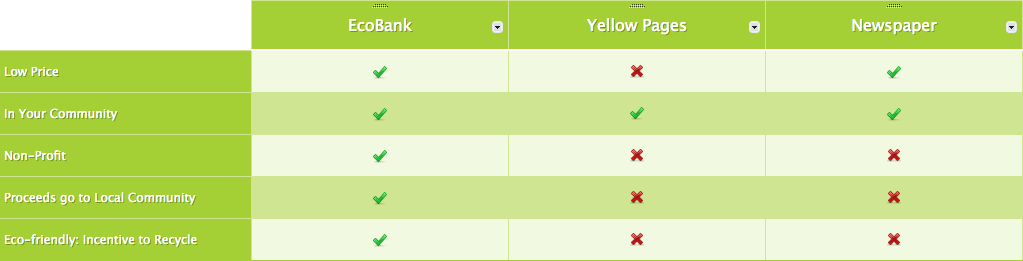 EcoBank Yellow Pages Newspaper
Low Price
In Your Community
Non-Profit
Proceeds go to Local Community
Eco-friendly: Incentive to Recycle